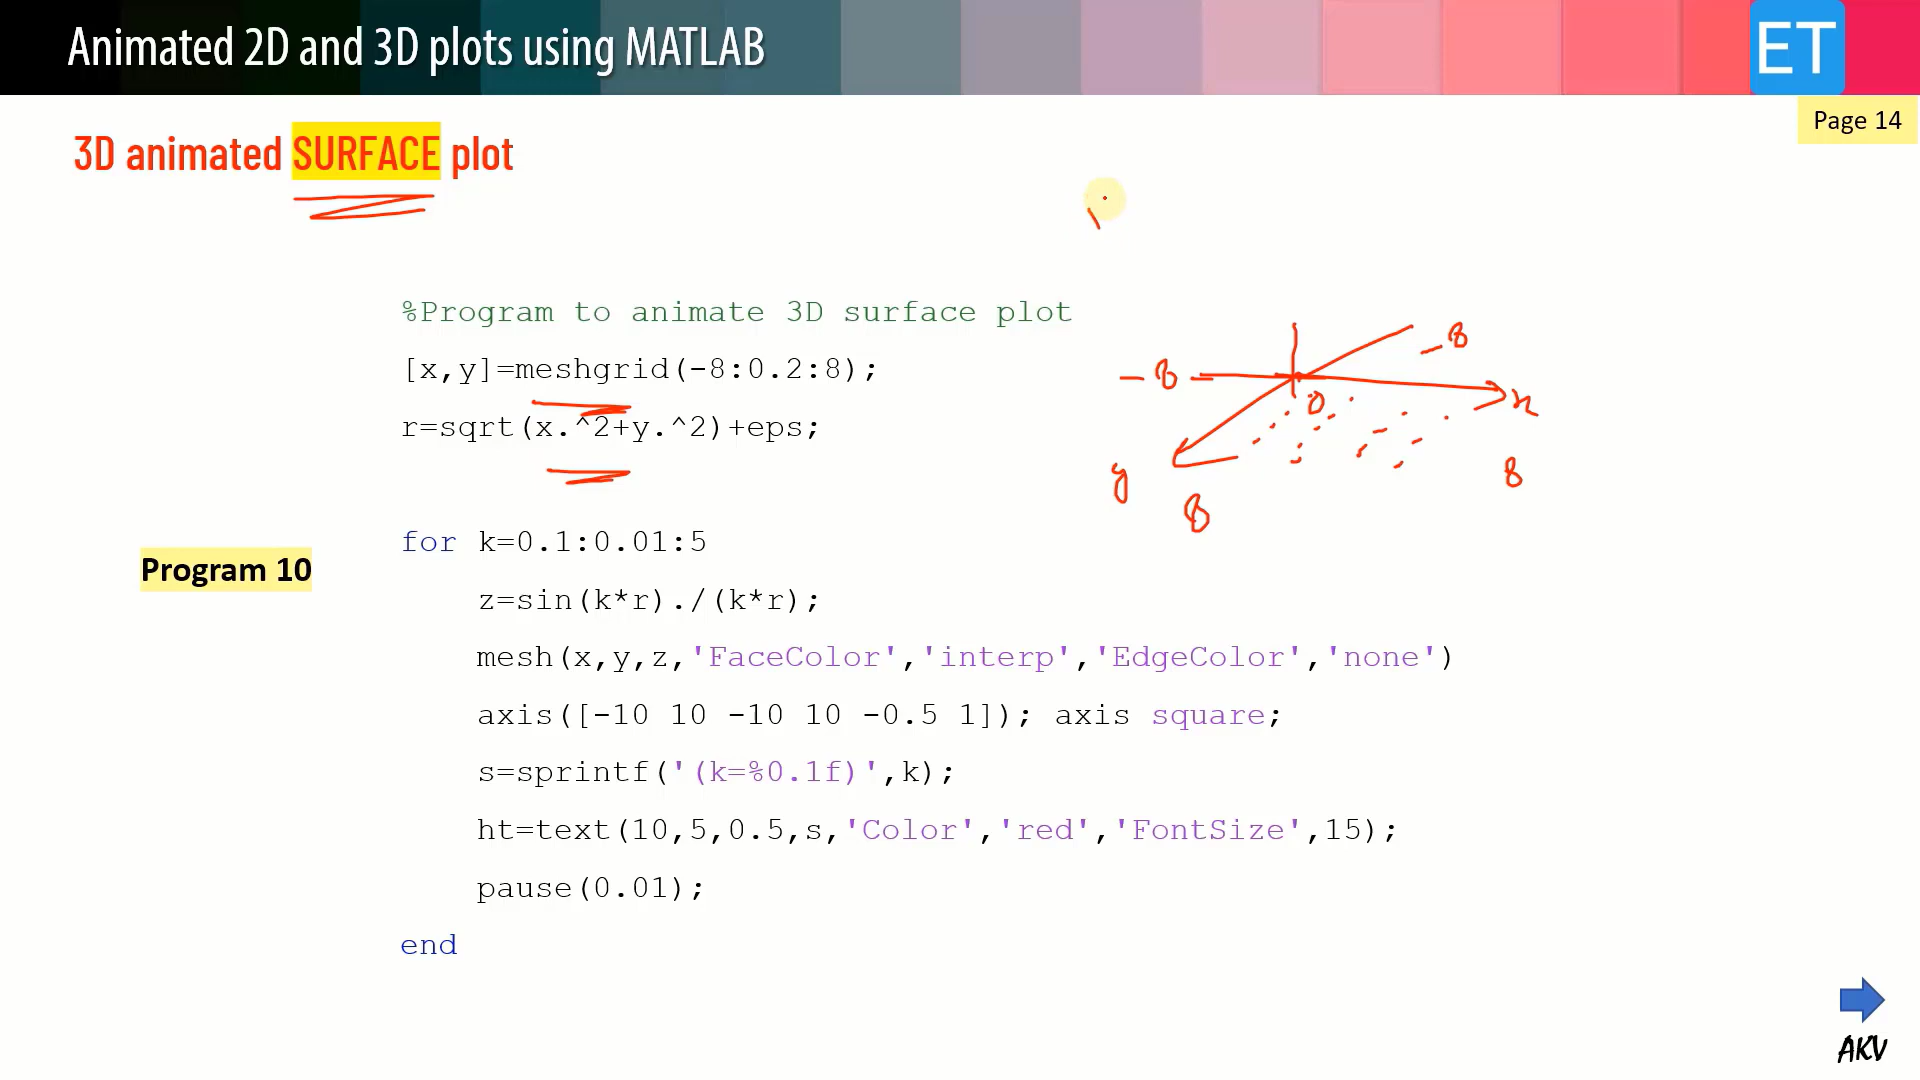 Animated 2D and 3D plots using MATLAB
ET
Page 14
3D animated SURFACE plot
%Program to animate 3D surface plot
[x,y]=meshgrid(-8:0.2:8);
r=sqrt(x.^2+y.^2)+eps;
-8
-8
0
x
y
8
8
Program 10
for k=0.1:0.01:5
z=sin(k*r)./(k*r);
mesh(x,y,z,'FaceColor','interp','EdgeColor','none')
axis([-10 10 -10 10 -0.5 1]); axis square;
s=sprintf('(k=%0.1f)',k);
ht=text(10,5,0.5,s,'Color','red','FontSize',15);
pause(0.01);
end
AKV